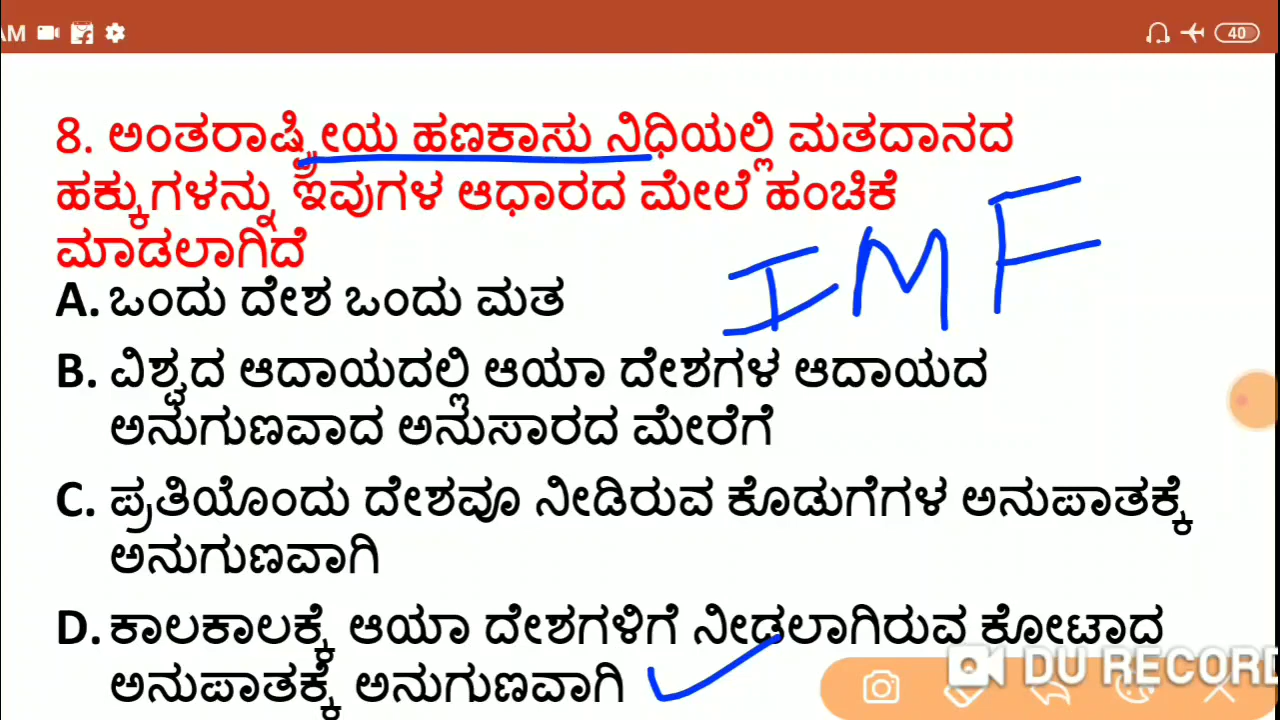 AM
40
8. ಅಂತರಾಷ್ಟ್ರೀಯ ಹಣಕಾಸು ನಿಧಿಯಲ್ಲಿ ಮತದಾನದ
ಹಕ್ಕುಗಳನ್ನು ಇವುಗಳ ಆಧಾರದ ಮೇಲೆ ಹಂಚಿಕೆ
ಮಾಡಲಾಗಿದೆ
IMF
A. ಒಂದು ದೇಶ ಒಂದು ಮತ
B. ವಿಶ್ವದ ಆದಾಯದಲ್ಲಿ ಆಯಾ ದೇಶಗಳ ಆದಾಯದ
ಅನುಗುಣವಾದ ಅನುಸಾರದ ಮೇರೆಗೆ
C. ಪ್ರತಿಯೊಂದು ದೇಶವೂ ನೀಡಿರುವ ಕೊಡುಗೆಗಳ ಅನುಪಾತಕ್ಕೆ
ಅನುಗುಣವಾಗಿ
D. ಕಾಲಕಾಲಕ್ಕೆ ಆಯಾ ದೇಶಗಳಿಗೆ ನೀಡಲಾಗಿರುವ ಕೋಟಾದ
ಅನುಪಾತಕ್ಕೆ ಅನುಗುಣವಾಗಿ
DU RECORD